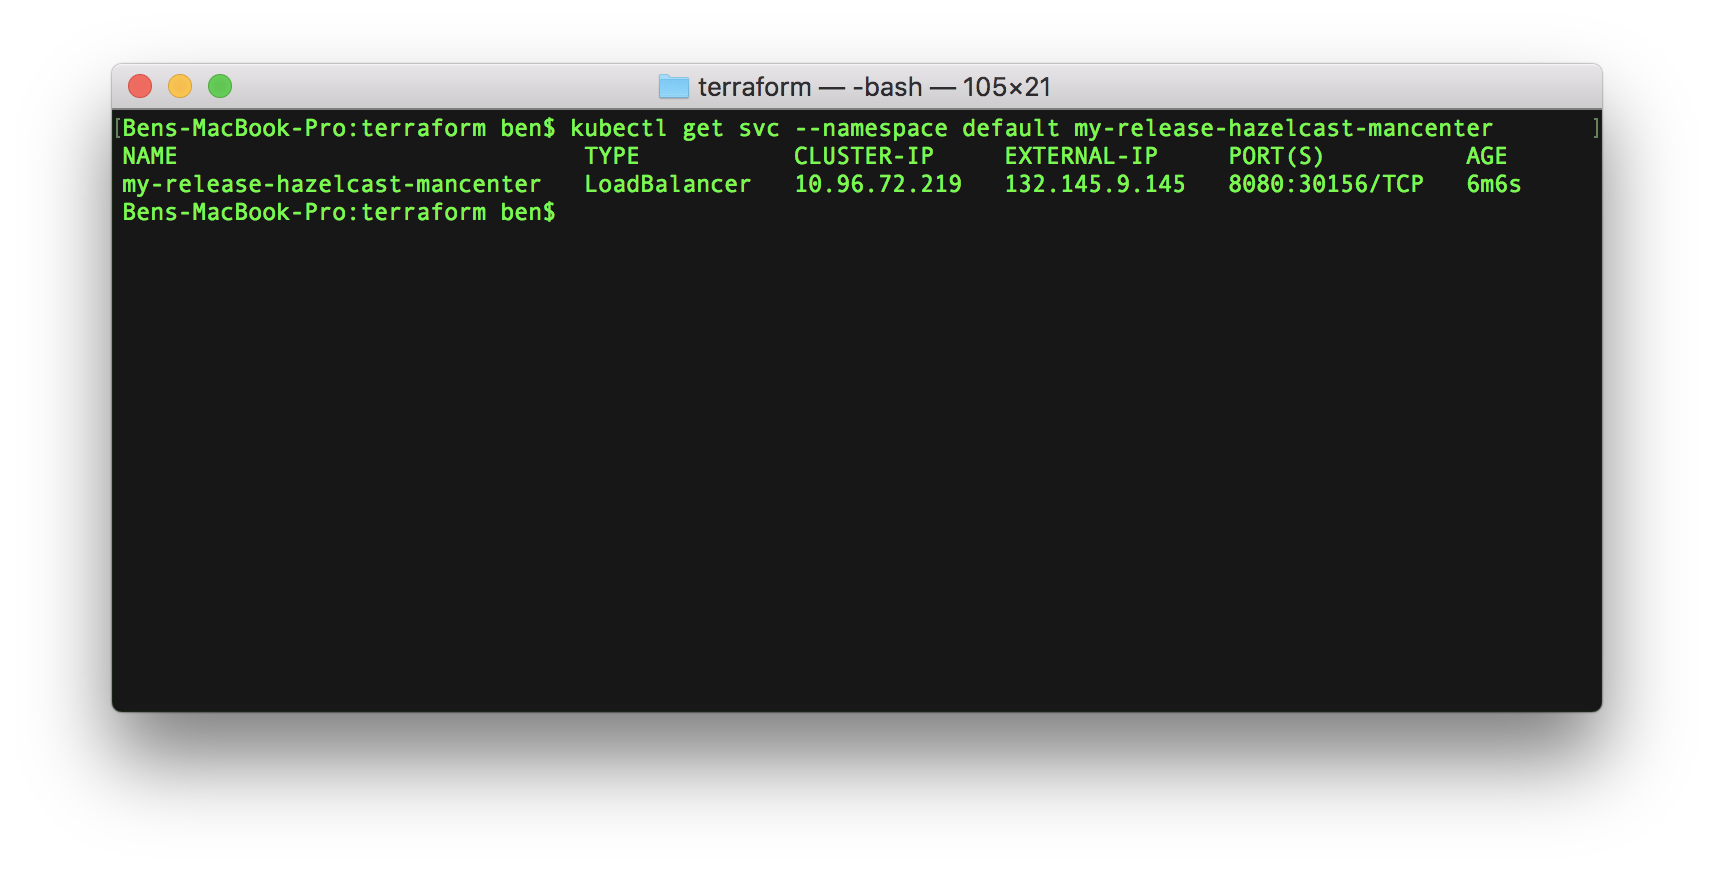 terraform — -bash — 105×21
[Bens-MacBook-Pro:terraform ben$ kubectl get svc --namespace default my-release-hazelcast-mancenter ]
NAME TYPE CLUSTER-IP EXTERNAL-IP PORT(S) AGE
my-release-hazelcast-mancenter LoadBalancer 10.96.72.219 132.145.9.145 8080:30156/TCP 6m6s
Bens-MacBook-Pro:terraform ben$